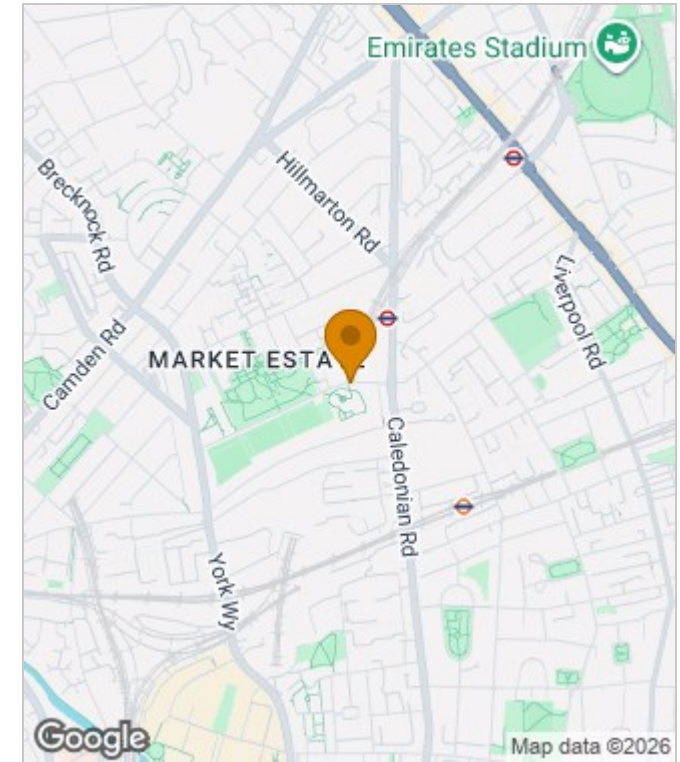 Emirates Stadium
Hillmarton Rd
Brecknock Rd
Liverpool Rd
MARKET ESTA
Camden Rd
Caledonian Rd
York Wy
Google
Map data ©2026